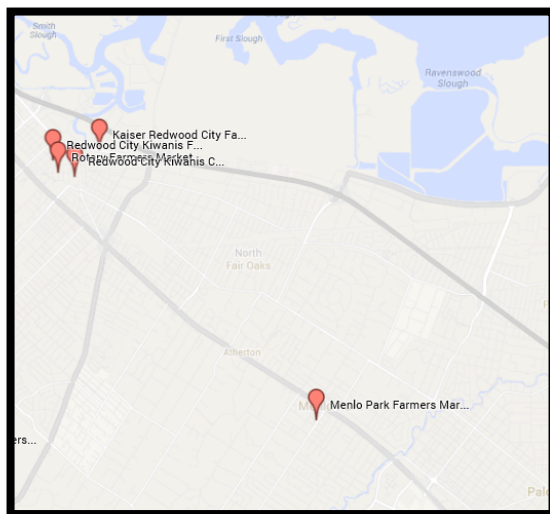 Smith
Slough
First Slough
Ravenswood
Slough
Kaiser Redwood City Fa...
Redwood City Kiwanis F...
Rotary Farmers Market
Redwood City Kiwanis C...
North
Fair Oaks
Atherton
Menlo Park Farmers Mar...
ers...
Palo